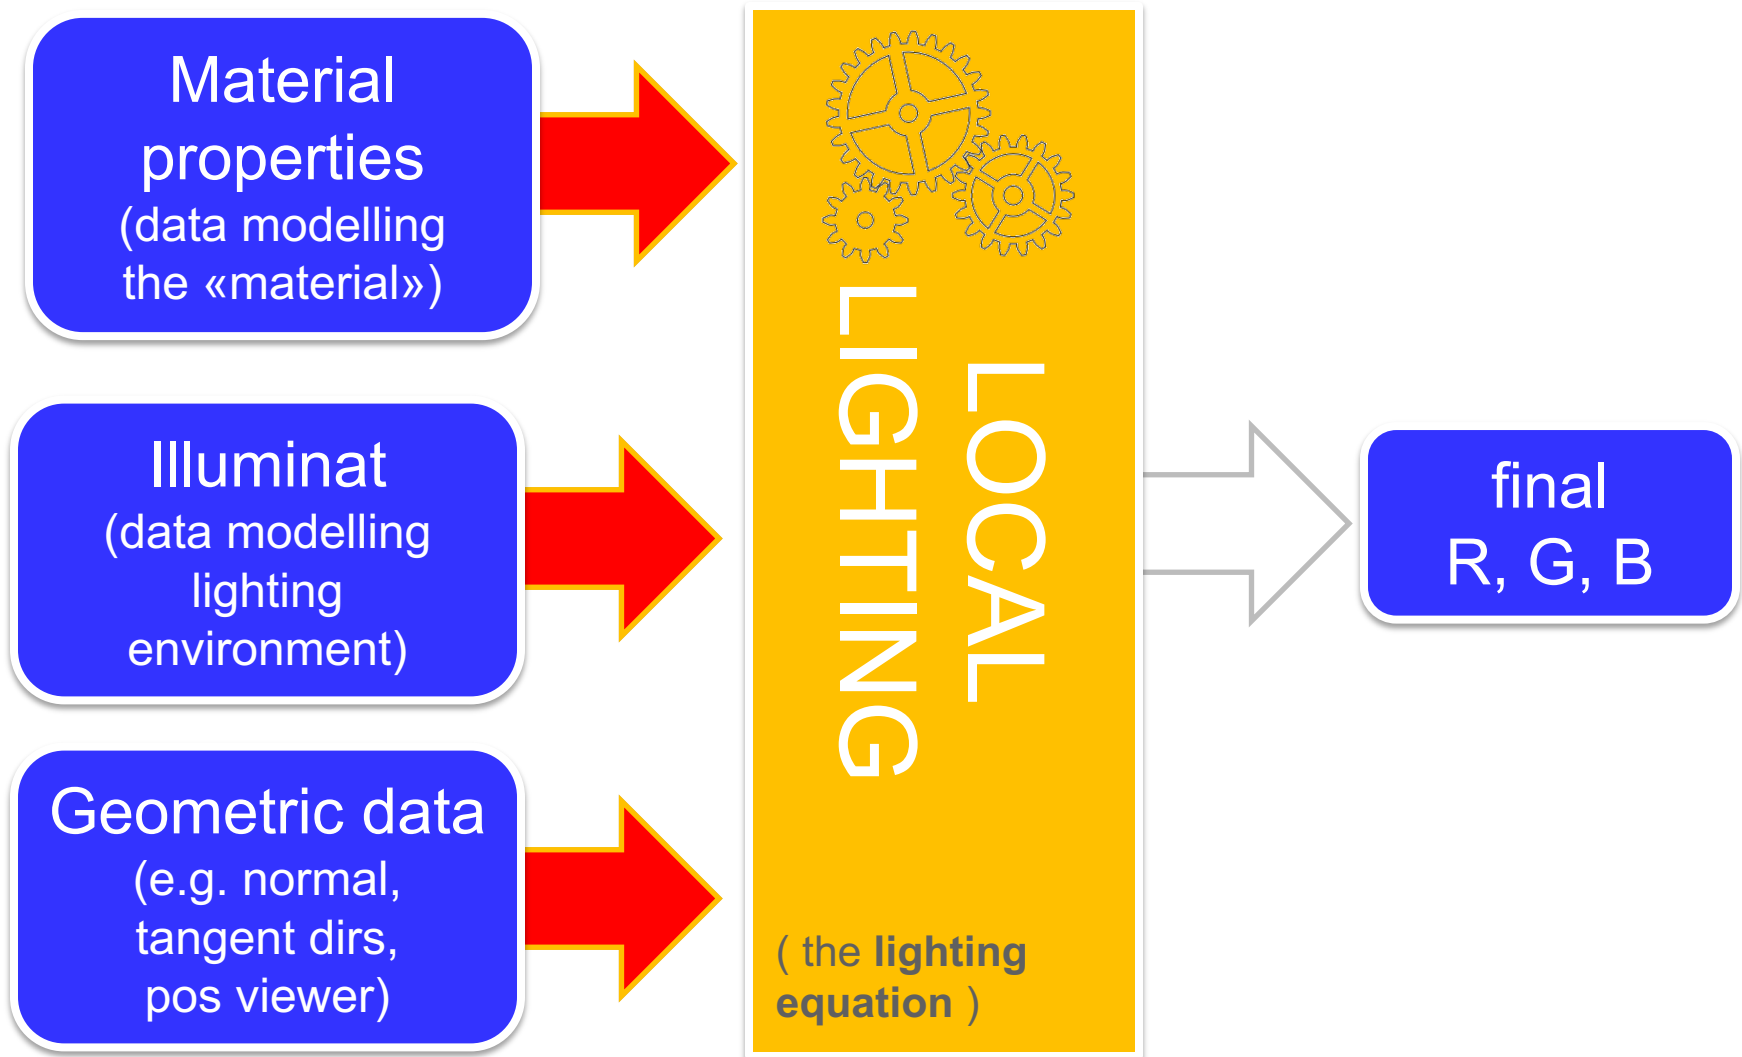 Material
properties
(data modelling
the «material»)
Illuminat
(data modelling
lighting
environment)
Geometric data
(e.g. normal,
tangent dirs,
pos viewer)
LOCAL
LIGHTING
( the lighting
equation )
final
R, G, B